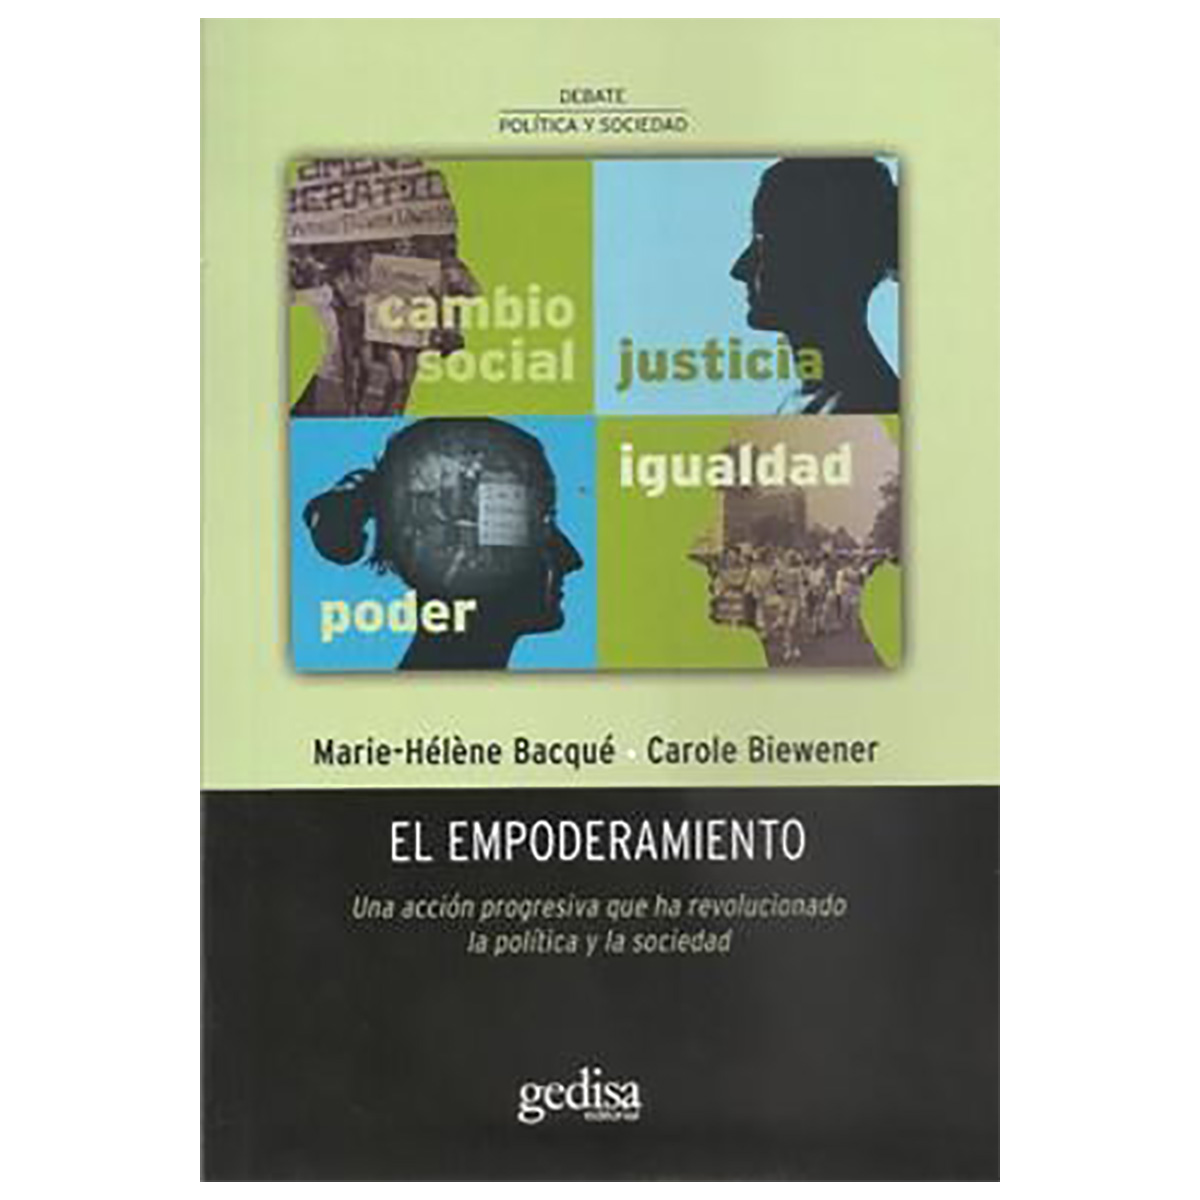 DEBATE
POLÍTICA Y SOCIEDAD
cambio
social
justicia
poder
igualdad
Marie-Hélène Bacqué · Carole Biewener
EL EMPODERAMIENTO
Una acción progresiva que ha revolucionado
la política y la sociedad
gedisa
editorial